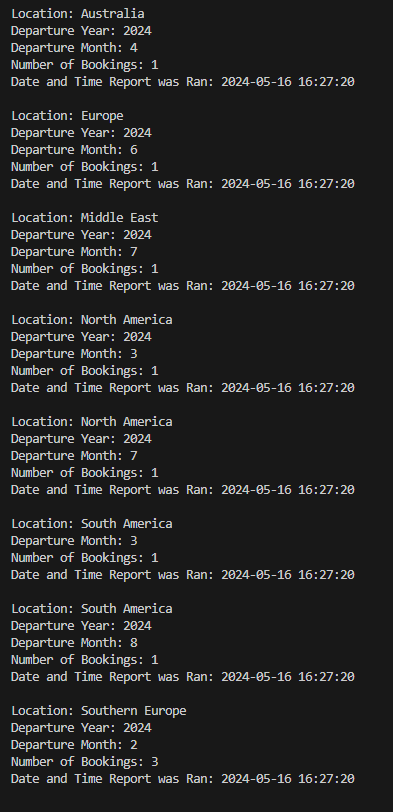 Location: Australia
Departure Year: 2024
Departure Month: 4
Number of Bookings: 1
Date and Time Report was Ran: 2024-05-16 16:27:20
Location: Europe
Departure Year: 2024
Departure Month: 6
Number of Bookings: 1
Date and Time Report was Ran: 2024-05-16 16:27:20
Location: Middle East
Departure Year: 2024
Departure Month: 7
Number of Bookings: 1
Date and Time Report was Ran: 2024-05-16 16:27:20
Location: North America
Departure Year: 2024
Departure Month: 3
Number of Bookings: 1
Date and Time Report was Ran: 2024-05-16 16:27:20
Location: North America
Departure Year: 2024
Departure Month: 7
Number of Bookings: 1
Date and Time Report was Ran: 2024-05-16 16:27:20
Location: South America
Departure Month: 3
Number of Bookings: 1
Date and Time Report was Ran: 2024-05-16 16:27:20
Location: South America
Departure Year: 2024
Departure Month: 8
Number of Bookings: 1
Date and Time Report was Ran: 2024-05-16 16:27:20
Location: Southern Europe
Departure Year: 2024
Departure Month: 2
Number of Bookings: 3
Date and Time Report was Ran: 2024-05-16 16:27:20